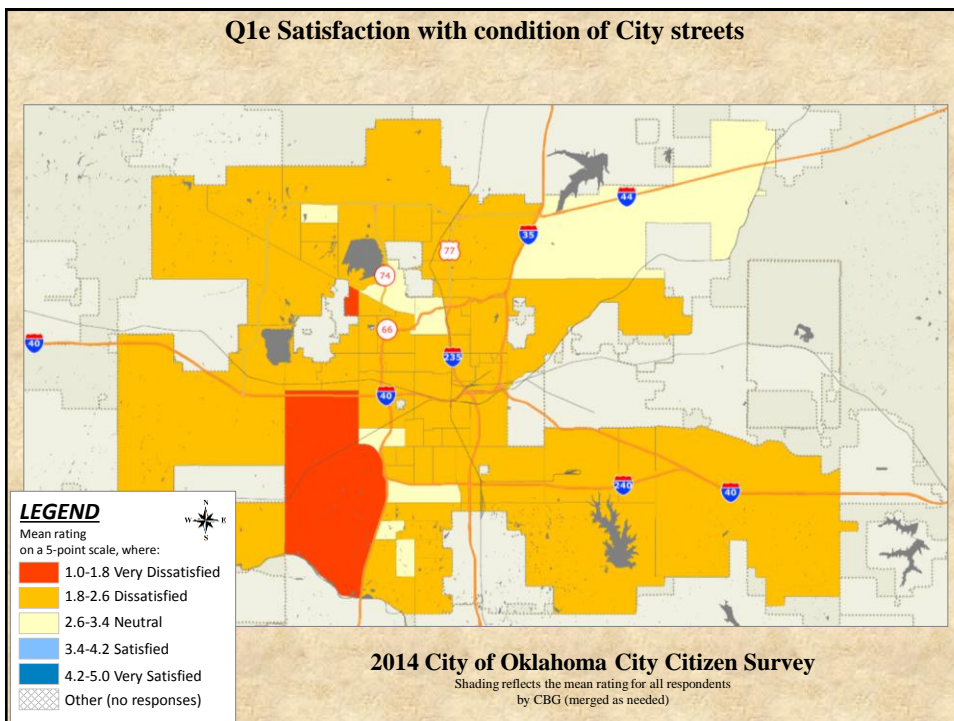 Q1e Satisfaction with condition of City streets
44
35
77
74
66
40
235
40
240
40
LEGEND
N
W E
S
Mean rating
on a 5-point scale, where:
1.0-1.8 Very Dissatisfied
1.8-2.6 Dissatisfied
2.6-3.4 Neutral
3.4-4.2 Satisfied
4.2-5.0 Very Satisfied
Other (no responses)
2014 City of Oklahoma City Citizen Survey
Shading reflects the mean rating for all respondents
by CBG (merged as needed)